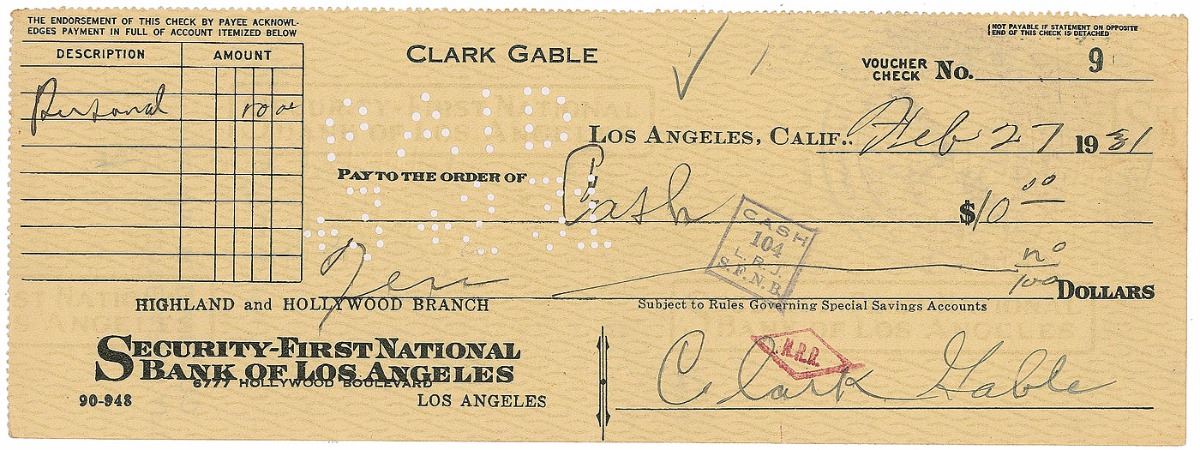 THE ENDORSEMENT OF THIS CHECK BY PAYEE ACKNOWL-
EDGES PAYMENT IN FULL OF ACCOUNT ITEMIZED BELOW
DESCRIPTION AMOUNT
Personal 10 00
CLARK GABLE
NOT PAYABLE IF STATEMENT ON OPPOSITE
END OF THIS CHECK IS DETACHED
VOUCHER
CHECK No. 9
LOS ANGELES, CALIF., Feb 27 1931
PAID
PAY TO THE ORDER OF Cash $10.00
CASH
104
L.R.J.
S.F.N.B.
Ten no/100 DOLLARS
HIGHLAND and HOLLYWOOD BRANCH
Subject to Rules Governing Special Savings Accounts
SECURITY-FIRST NATIONAL
BANK OF LOS ANGELES
6777 HOLLYWOOD BOULEVARD
90-948 LOS ANGELES
Clark Gable